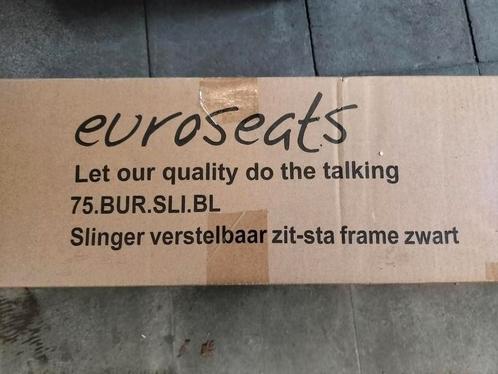 euroseats
Let our quality do the talking
75.BUR.SLI.BL
Slinger verstelbaar zit-sta frame zwart